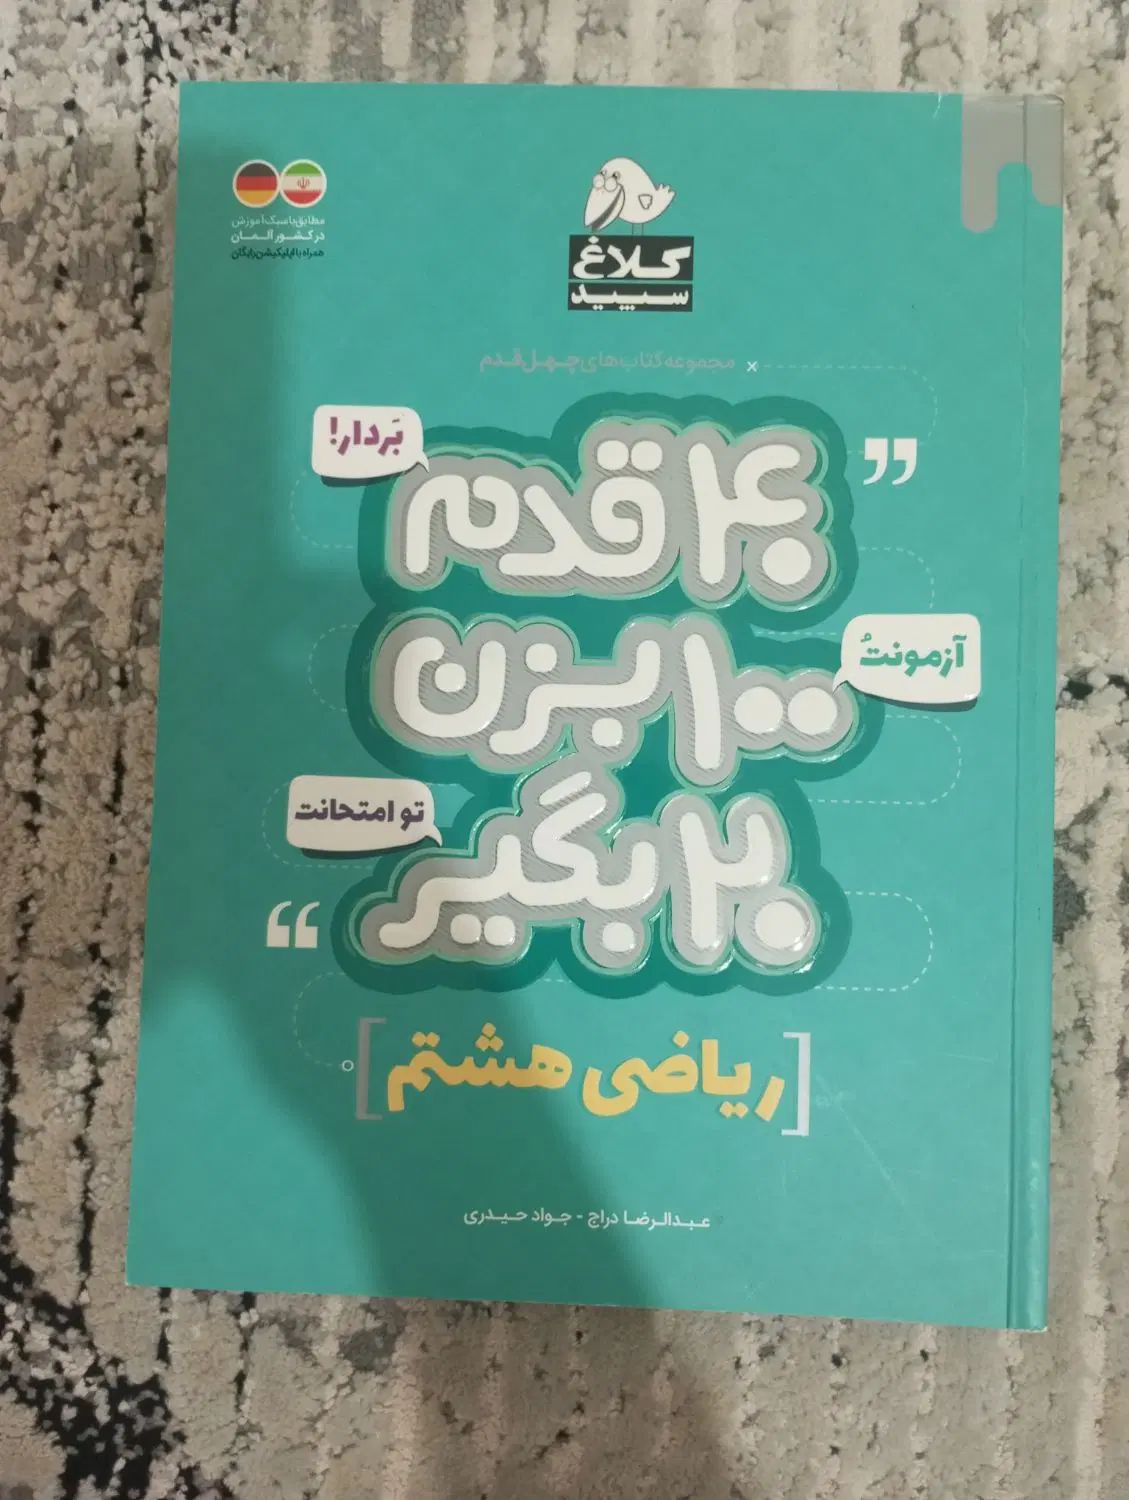 مطابق با سبک آموزش
در کشور آلمان
همراه با اپلیکیشن رایگان
کلاغ
سپید
مجموعه کتاب‌های چهل قدم
۴۰ قدم
بَردار!
۱۰۰ بزن
آزمونتُ
۲۰ بگیر
تو امتحانت
[ریاضی هشتم]
عبدالرضا دراج - جواد حیدری